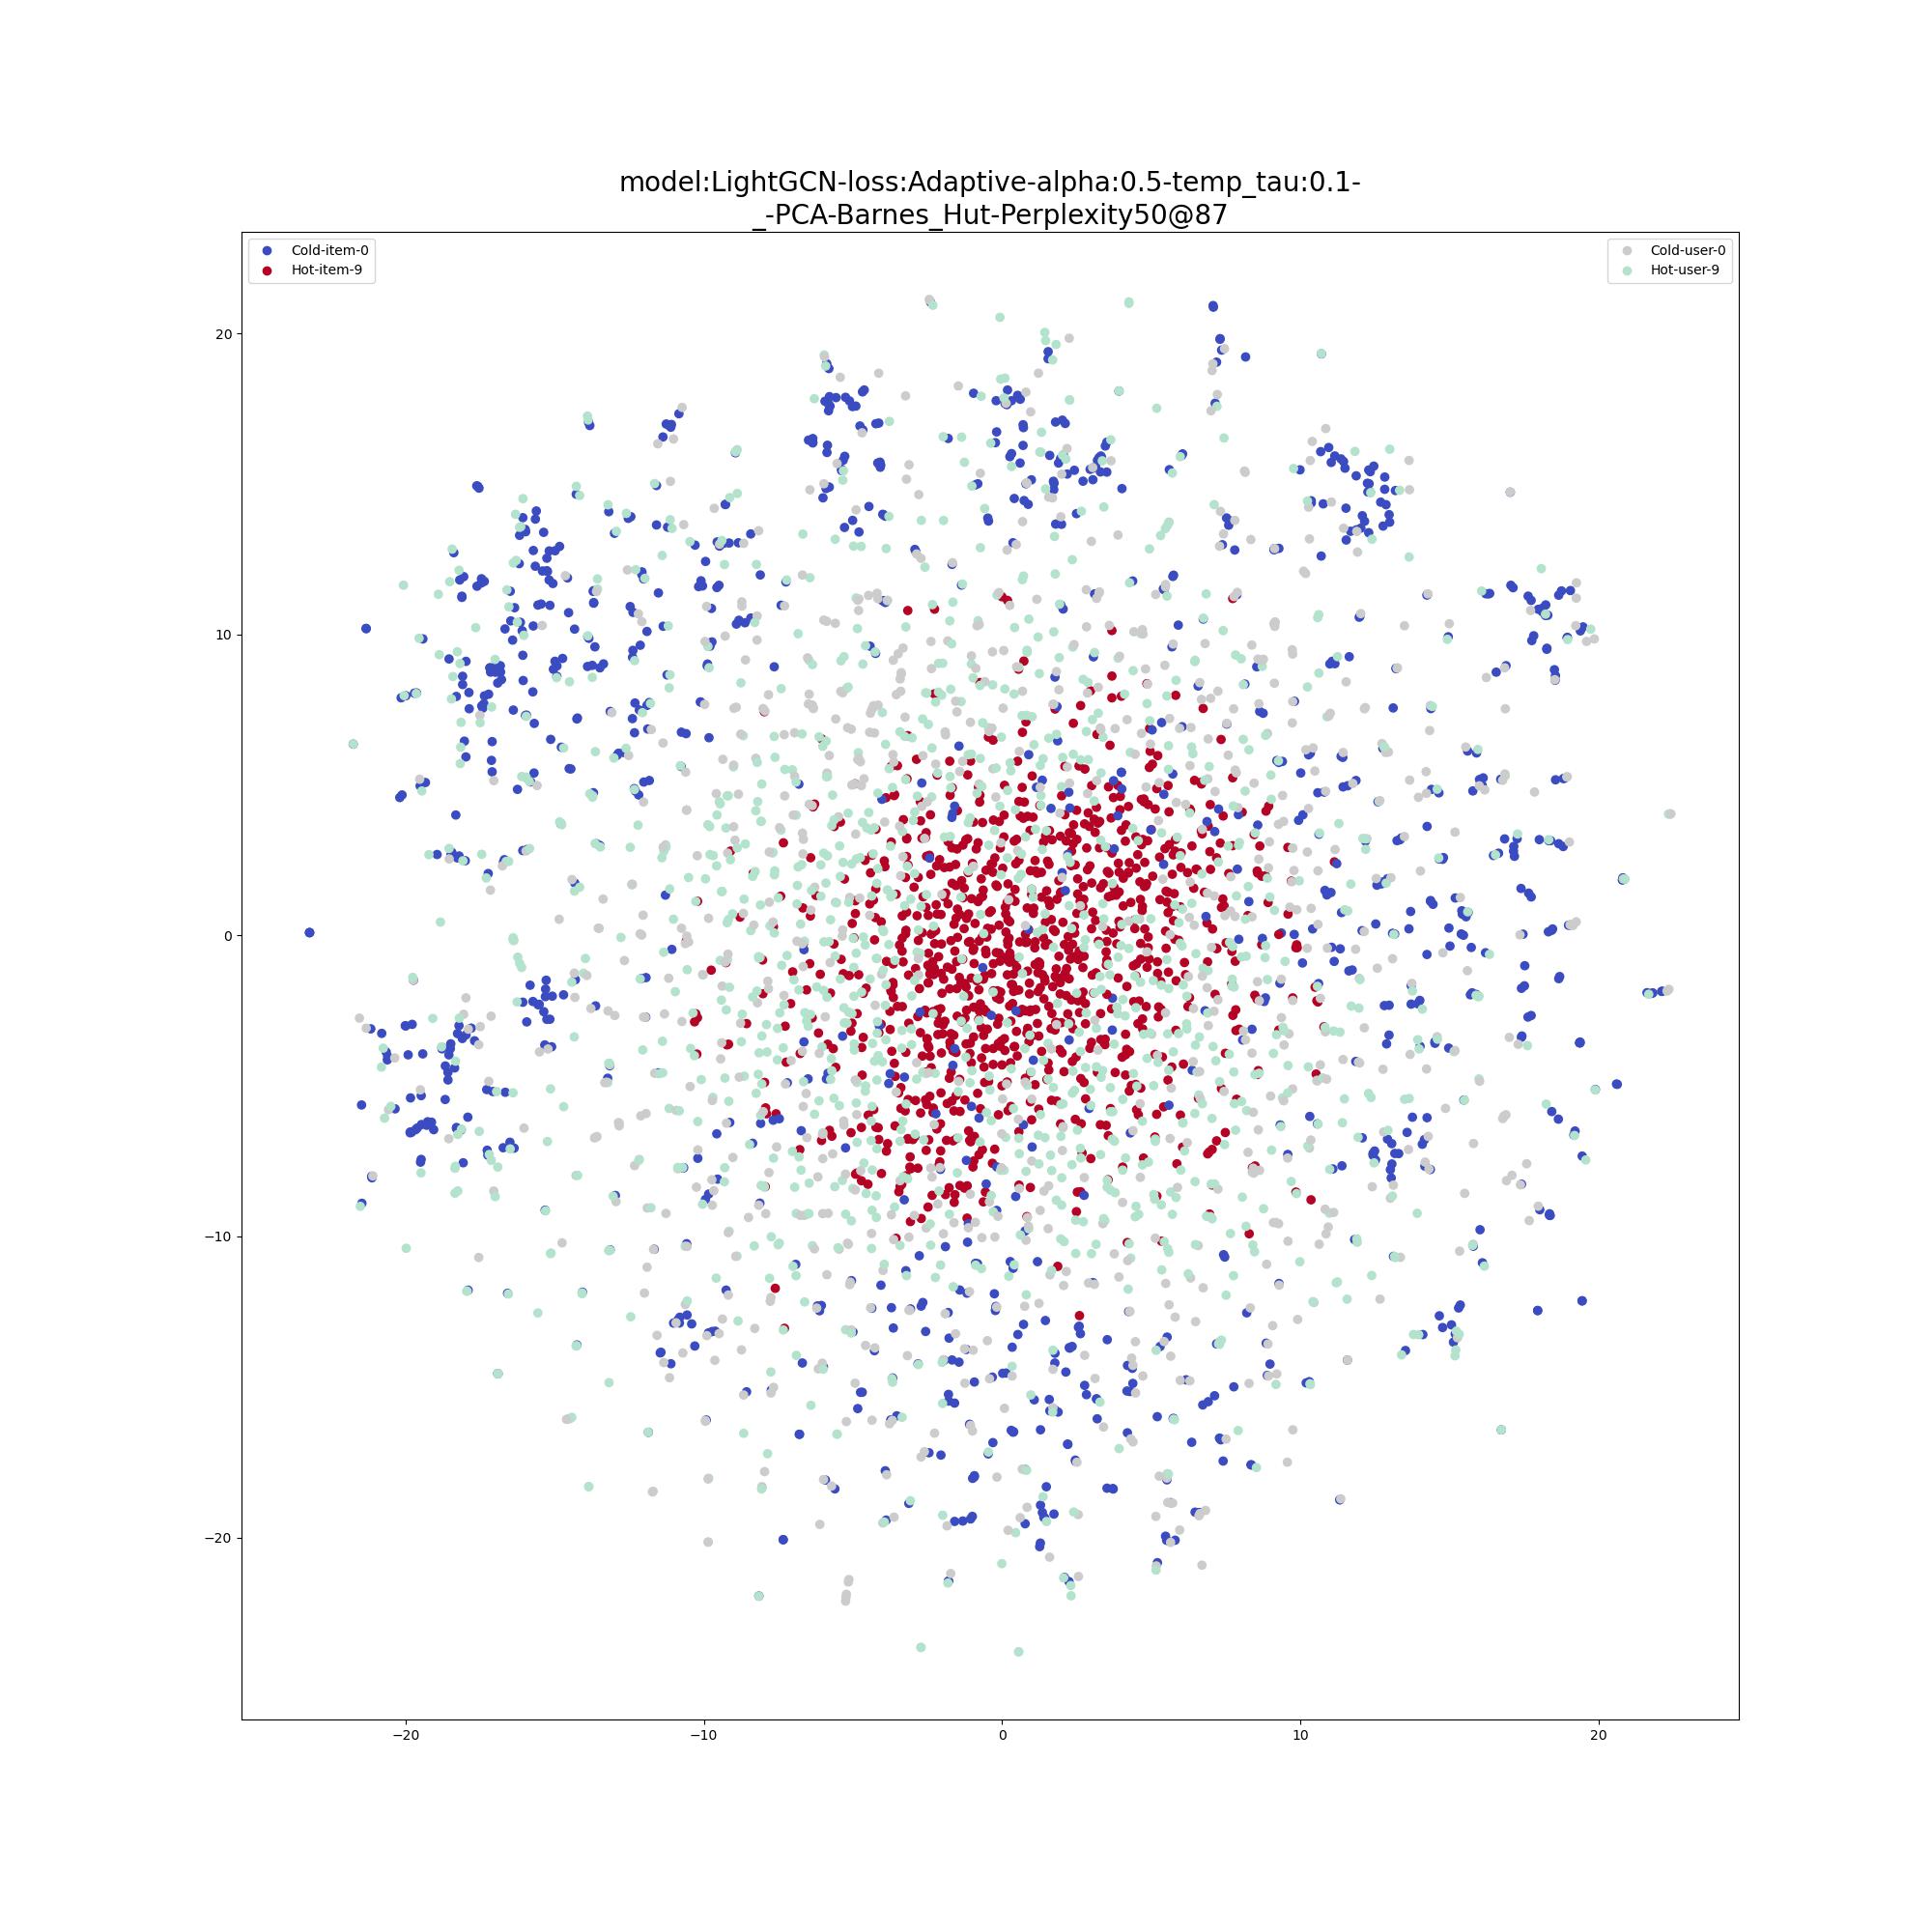 model:LightGCN-loss:Adaptive-alpha:0.5-temp_tau:0.1-
_-PCA-Barnes_Hut-Perplexity50@87
Cold-item-0
Hot-item-9
Cold-user-0
Hot-user-9
20
10
0
−10
−20
−20
−10
0
10
20